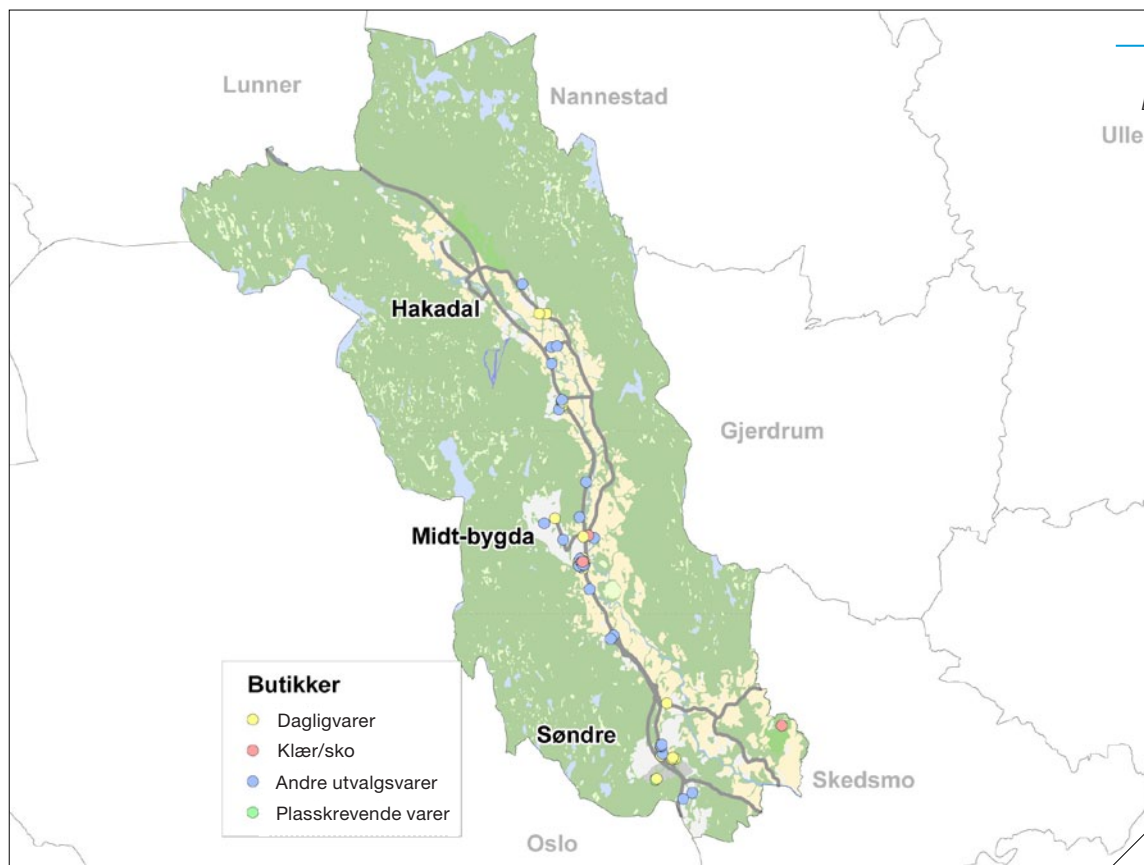 Lunner
Nannestad
Ulle
Hakadal
Gjerdrum
Midt-bygda
Butikker
Dagligvarer
Klær/sko
Andre utvalgsvarer
Plasskrevende varer
Søndre
Skedsmo
Oslo